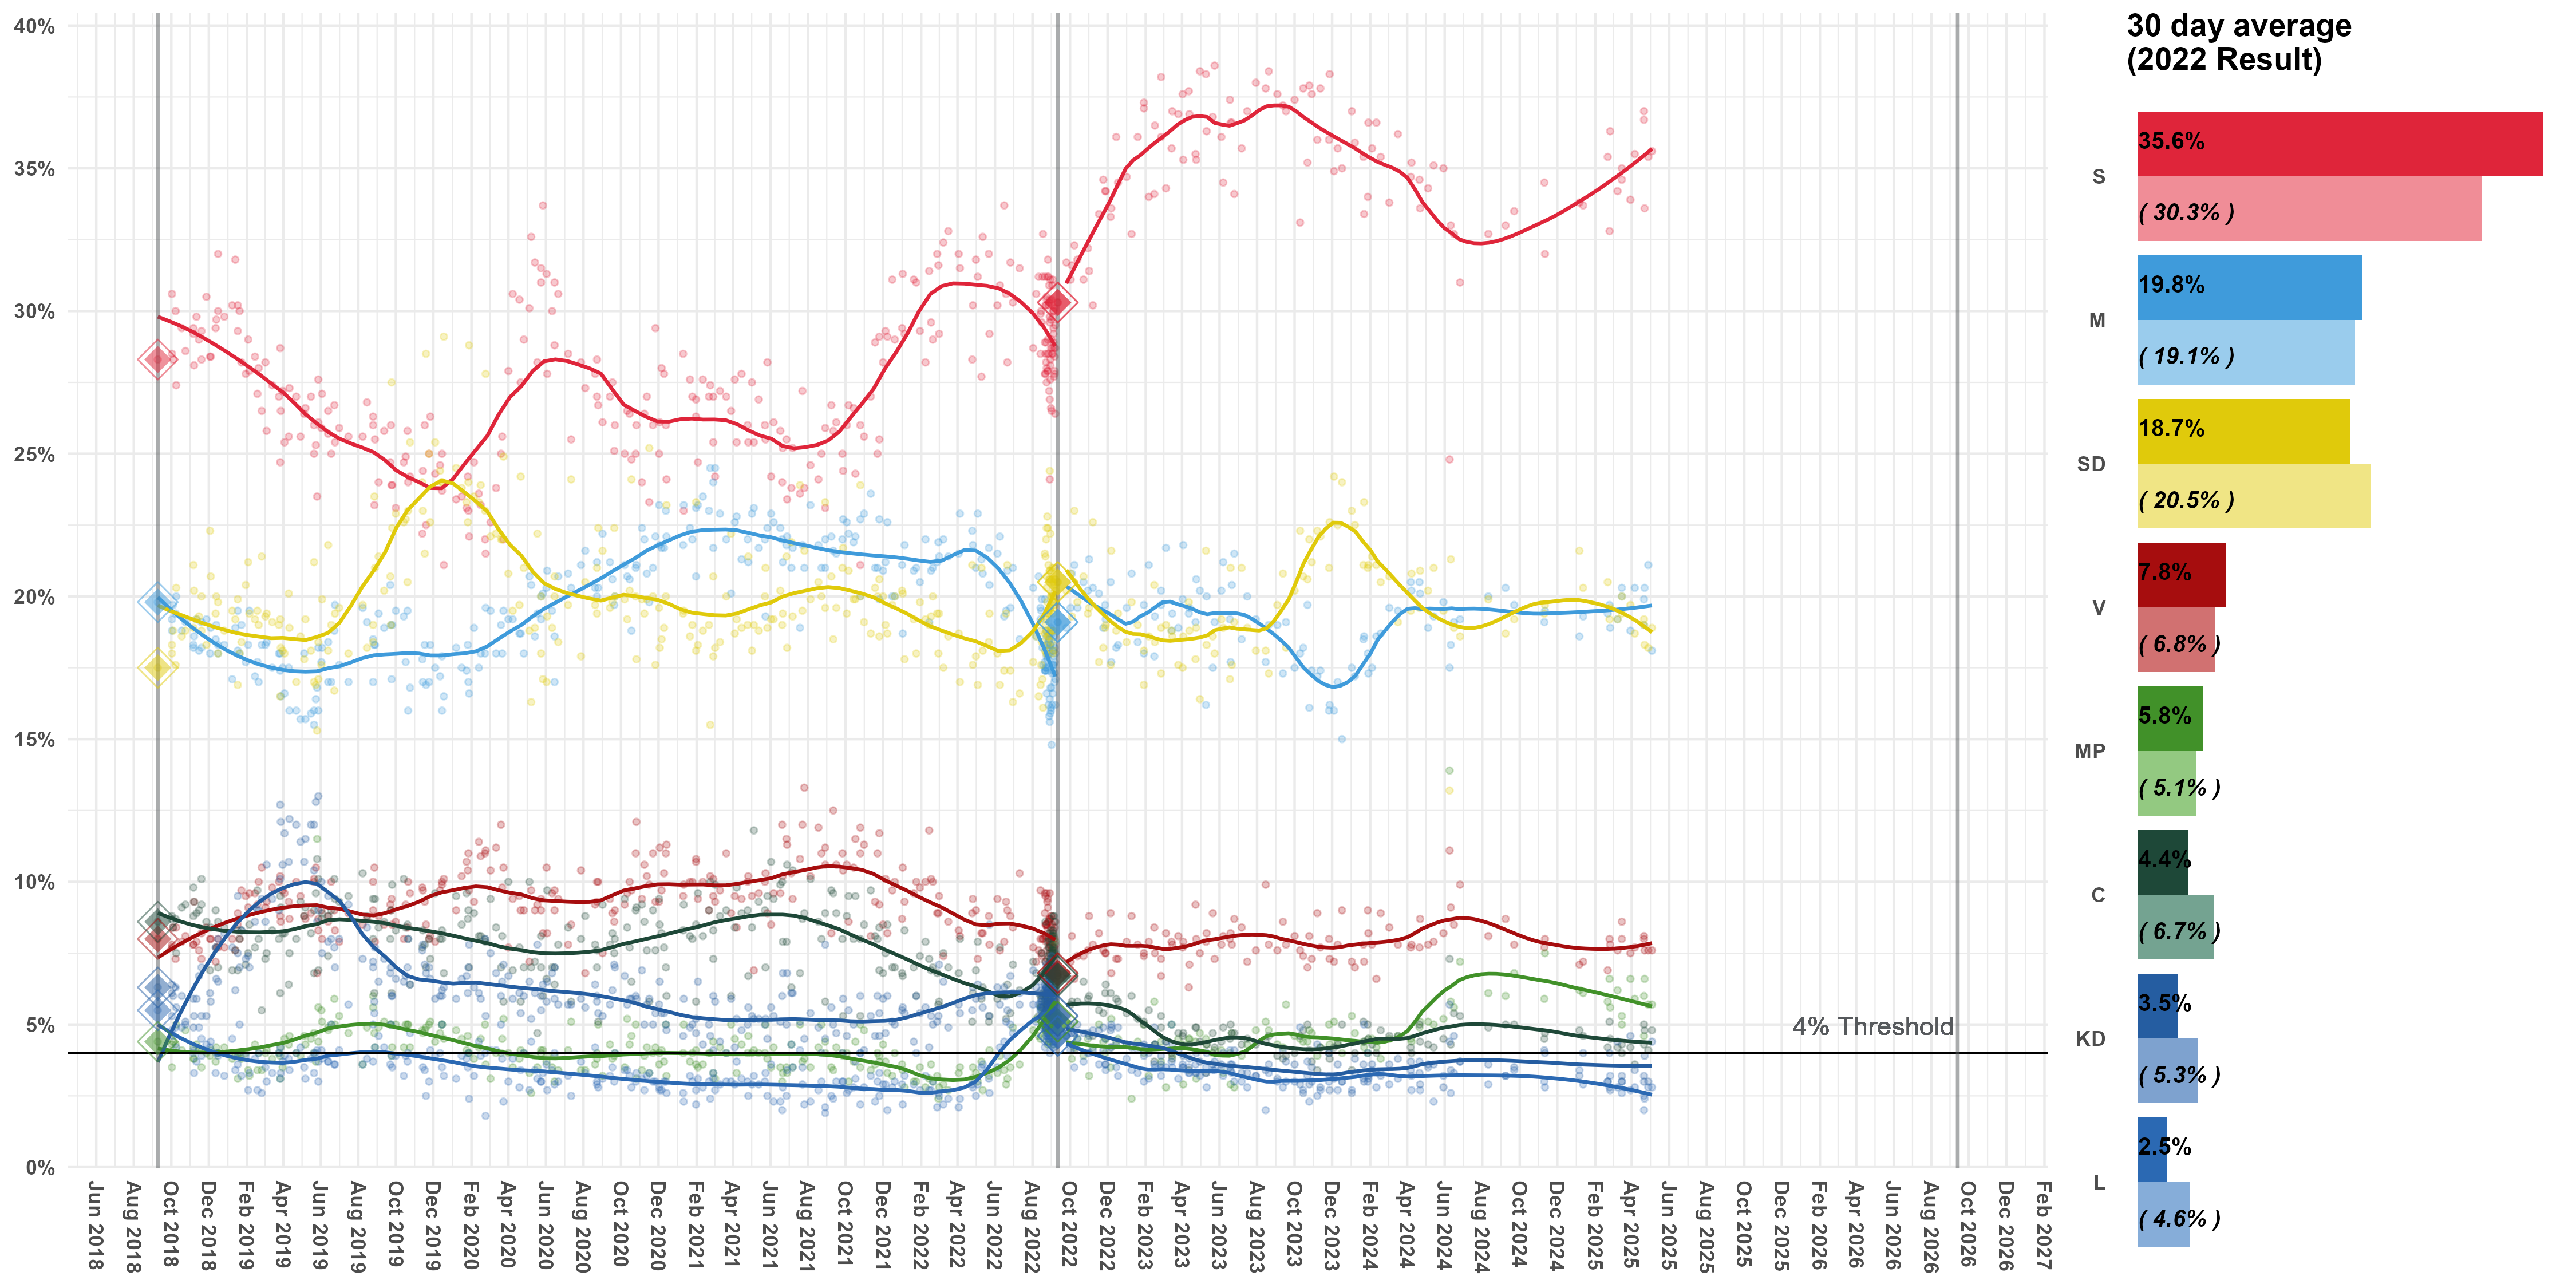 40%
35%
30%
25%
20%
15%
10%
5%
0%
4% Threshold
Jun 2018
Aug 2018
Oct 2018
Dec 2018
Feb 2019
Apr 2019
Jun 2019
Aug 2019
Oct 2019
Dec 2019
Feb 2020
Apr 2020
Jun 2020
Aug 2020
Oct 2020
Dec 2020
Feb 2021
Apr 2021
Jun 2021
Aug 2021
Oct 2021
Dec 2021
Feb 2022
Apr 2022
Jun 2022
Aug 2022
Oct 2022
Dec 2022
Feb 2023
Apr 2023
Jun 2023
Aug 2023
Oct 2023
Dec 2023
Feb 2024
Apr 2024
Jun 2024
Aug 2024
Oct 2024
Dec 2024
Feb 2025
Apr 2025
Jun 2025
Aug 2025
Oct 2025
Dec 2025
Feb 2026
Apr 2026
Jun 2026
Aug 2026
Oct 2026
Dec 2026
Feb 2027
30 day average
(2022 Result)
S
35.6%
( 30.3% )
M
19.8%
( 19.1% )
SD
18.7%
( 20.5% )
V
7.8%
( 6.8% )
MP
5.8%
( 5.1% )
C
4.4%
( 6.7% )
KD
3.5%
( 5.3% )
L
2.5%
( 4.6% )